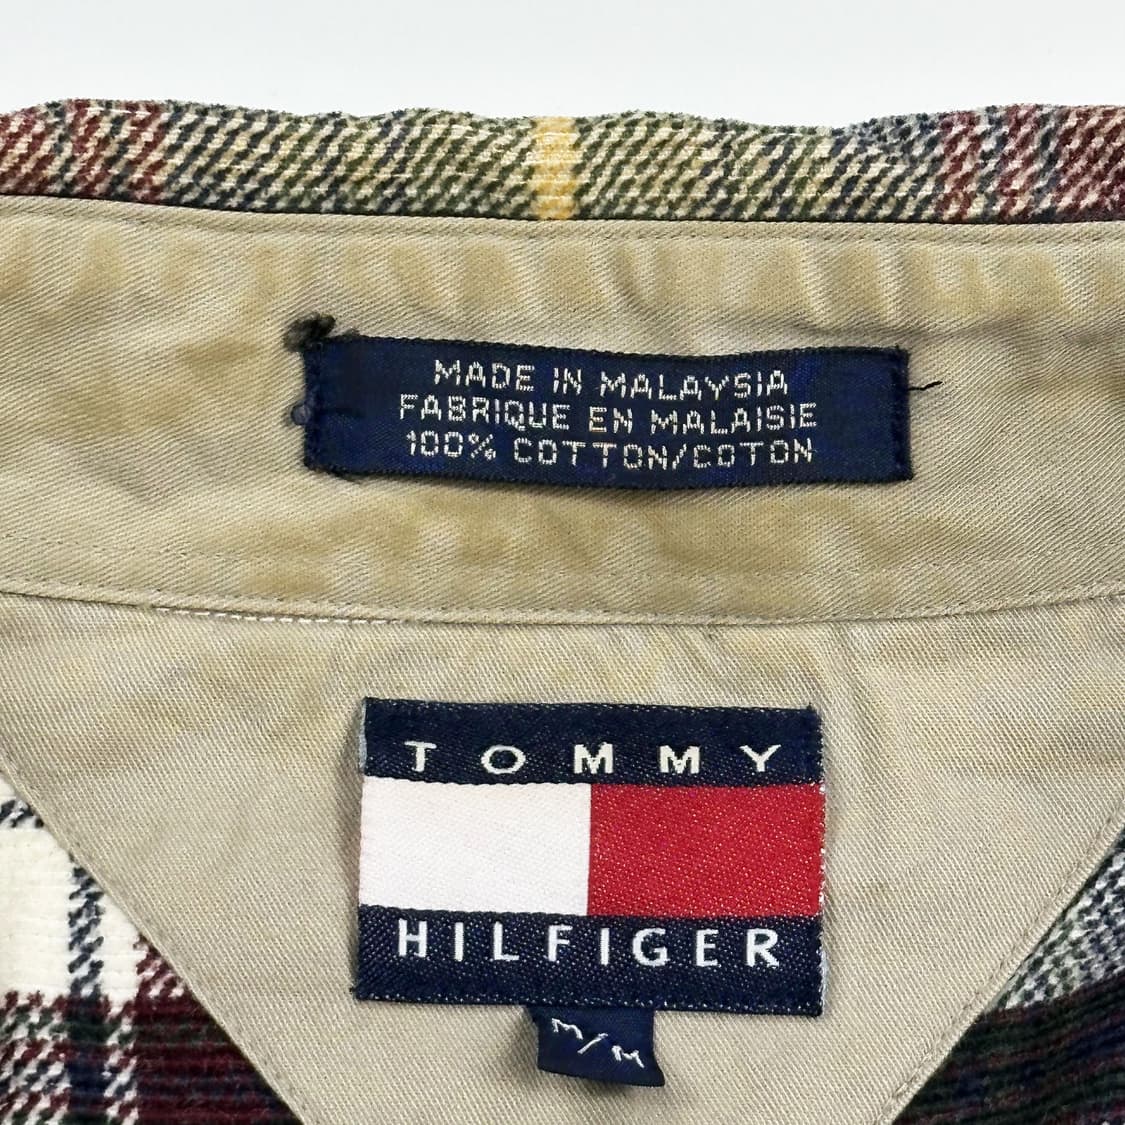 MADE IN MALAYSIA
FABRIQUE EN MALAISIE
100% COTTON/COTON
TOMMY
HILFIGER
M/M